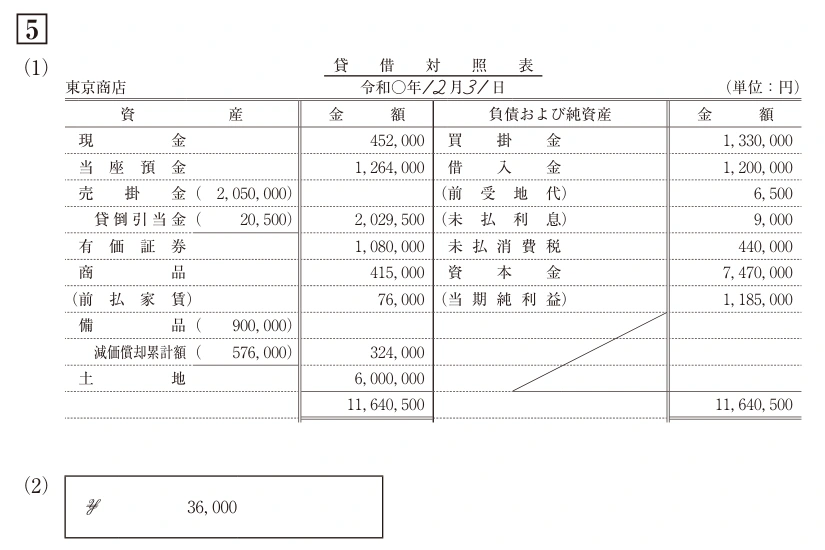 5
(1)
貸借対照表
東京商店 令和○年12月31日 (単位：円)
資産 金額 負債および純資産 金額
現金 452,000 買掛金 1,330,000
当座預金 1,264,000 借入金 1,200,000
売掛金 ( 2,050,000) (前受地代) 6,500
貸倒引当金 ( 20,500) 2,029,500 (未払利息) 9,000
有価証券 1,080,000 未払消費税 440,000
商品 415,000 資本金 7,470,000
(前払家賃) 76,000 (当期純利益) 1,185,000
備品 ( 900,000)
減価償却累計額 ( 576,000) 324,000
土地 6,000,000
11,640,500 11,640,500
(2)
¥ 36,000